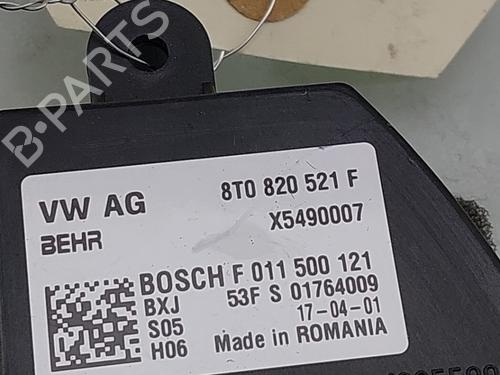 B-PARTS
VW AG 8T0 820 521 F
BEHR X5490007
BOSCH F 011 500 121
BXJ 53F S 01764009
S05 17-04-01
H06 Made in ROMANIA